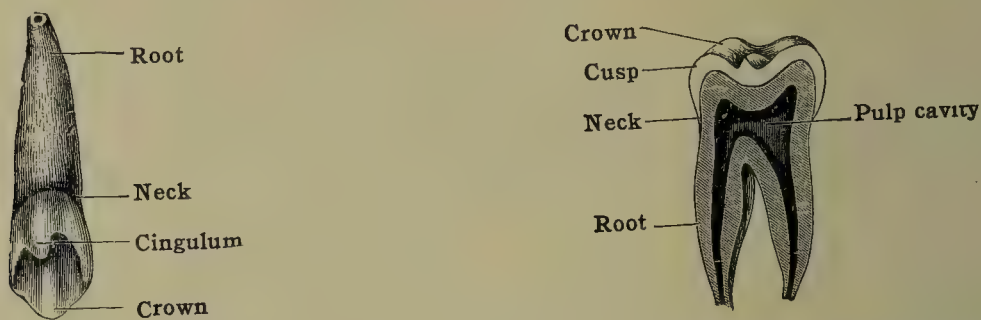 Root
Neck
Cingulum
Crown
Crown
Cusp
Neck
Pulp cavity
Root